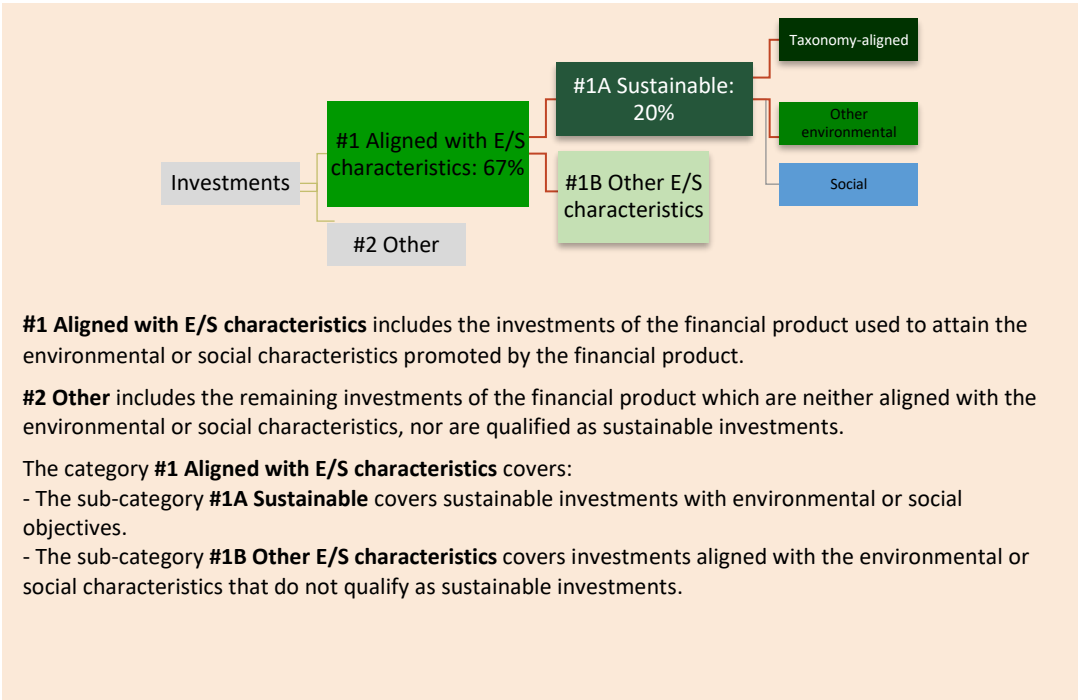 Taxonomy-aligned
#1A Sustainable:
20%
#1 Aligned with E/S
characteristics: 67%
Other
environmental
Investments
#1B Other E/S
characteristics
Social
#2 Other
#1 Aligned with E/S characteristics includes the investments of the financial product used to attain the
environmental or social characteristics promoted by the financial product.
#2 Other includes the remaining investments of the financial product which are neither aligned with the
environmental or social characteristics, nor are qualified as sustainable investments.
The category #1 Aligned with E/S characteristics covers:
- The sub-category #1A Sustainable covers sustainable investments with environmental or social
objectives.
- The sub-category #1B Other E/S characteristics covers investments aligned with the environmental or
social characteristics that do not qualify as sustainable investments.